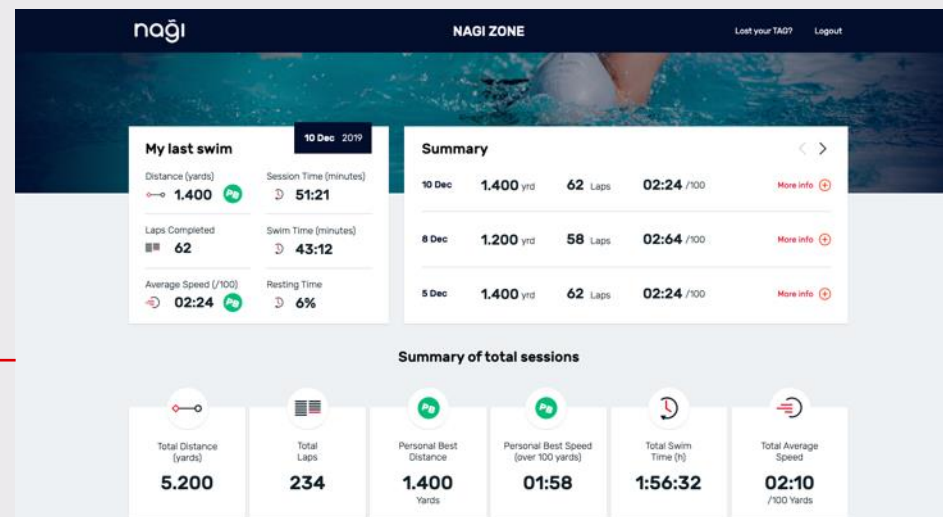 nağı
NAGI ZONE
Lost your TAG? Logout
My last swim
10 Dec 2019
Distance (yards) Session Time (minutes)
1.400 PB 51:21
Laps Completed Swim Time (minutes)
62 43:12
Average Speed (/100) Resting Time
02:24 PB 6%
Summary
10 Dec 1.400 yrd 62 Laps 02:24 /100 More info
8 Dec 1.200 yrd 58 Laps 02:64 /100 More info
5 Dec 1.400 yrd 62 Laps 02:24 /100 More info
Summary of total sessions
PB PB
Total Distance
(yards)
5.200
Total
Laps
234
Personal Best
Distance
1.400
Yards
Personal Best Speed
(over 100 yards)
01:58
Total Swim
Time (h)
1:56:32
Total Average
Speed
02:10
/100 Yards